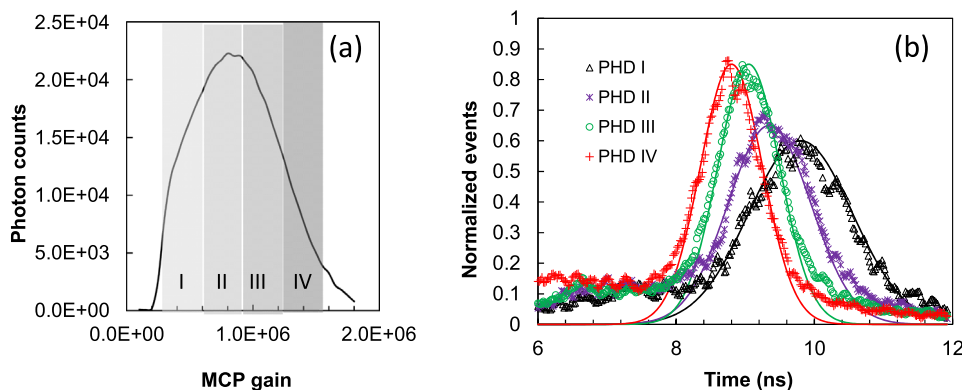 (a)
Photon counts
2.5E+04
2.0E+04
1.5E+04
1.0E+04
5.0E+03
0.0E+00
I II III IV
0.0E+00 1.0E+06 2.0E+06
MCP gain
(b)
Normalized events
1
0.9
0.8
0.7
0.6
0.5
0.4
0.3
0.2
0.1
0
PHD I
PHD II
PHD III
PHD IV
6 8 10 12
Time (ns)